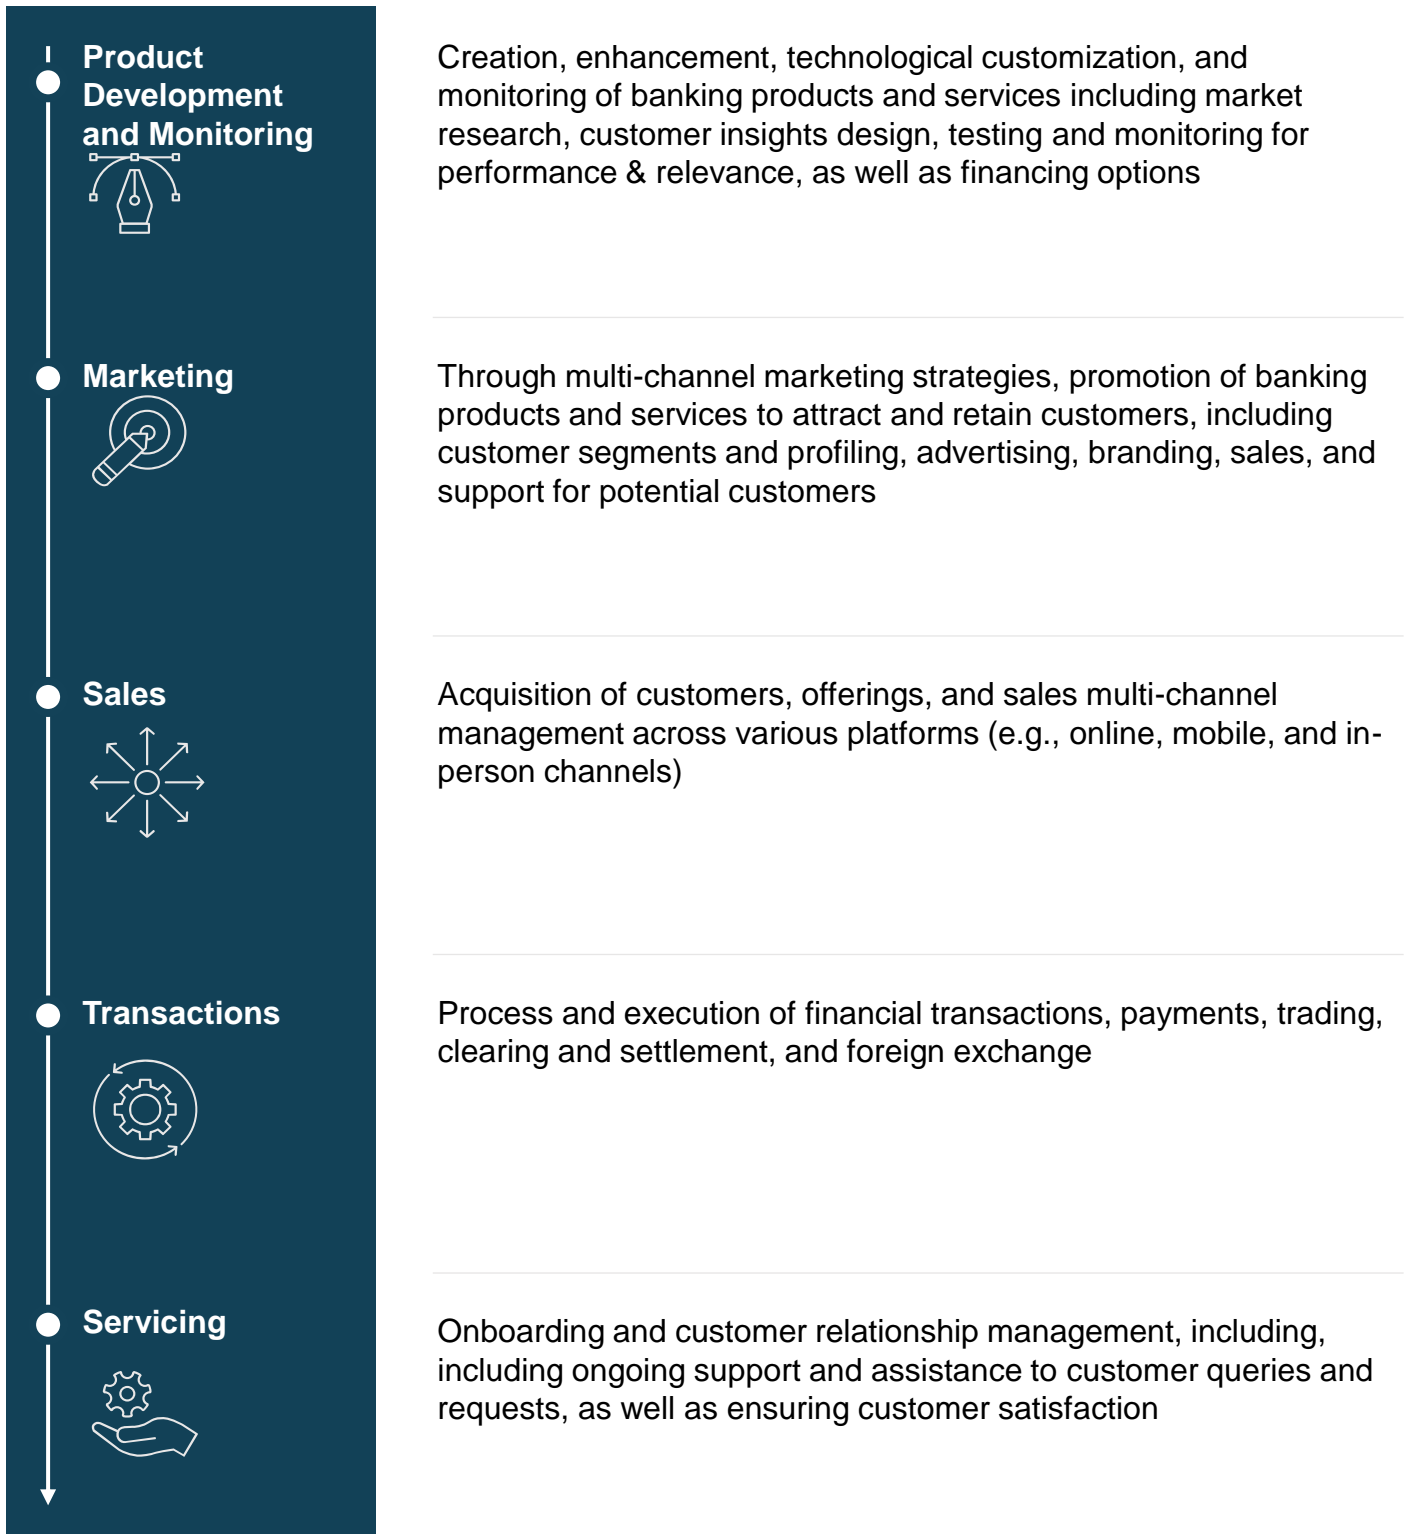 Product
Development
and Monitoring
Creation, enhancement, technological customization, and
monitoring of banking products and services including market
research, customer insights design, testing and monitoring for
performance & relevance, as well as financing options
Marketing
Through multi-channel marketing strategies, promotion of banking
products and services to attract and retain customers, including
customer segments and profiling, advertising, branding, sales, and
support for potential customers
Sales
Acquisition of customers, offerings, and sales multi-channel
management across various platforms (e.g., online, mobile, and in-
person channels)
Transactions
Process and execution of financial transactions, payments, trading,
clearing and settlement, and foreign exchange
Servicing
Onboarding and customer relationship management, including,
including ongoing support and assistance to customer queries and
requests, as well as ensuring customer satisfaction